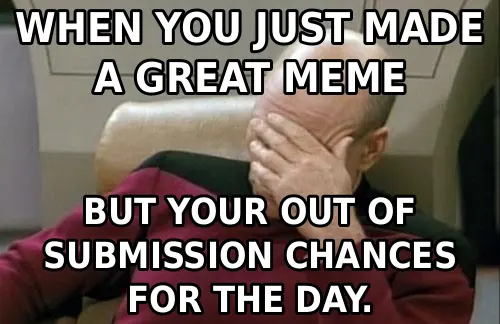 WHEN YOU JUST MADE
A GREAT MEME
BUT YOUR OUT OF
SUBMISSION CHANCES
FOR THE DAY.